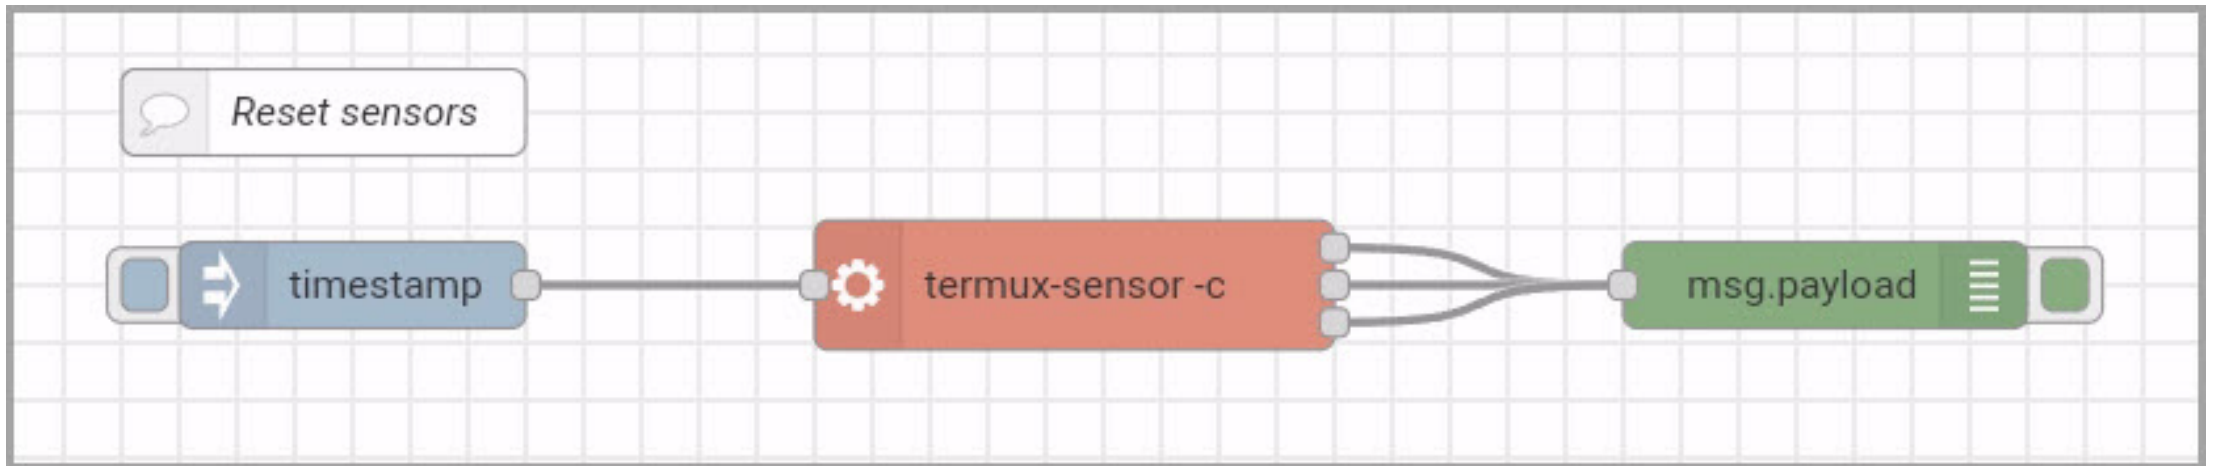 Reset sensors
timestamp
termux-sensor -c
msg.payload